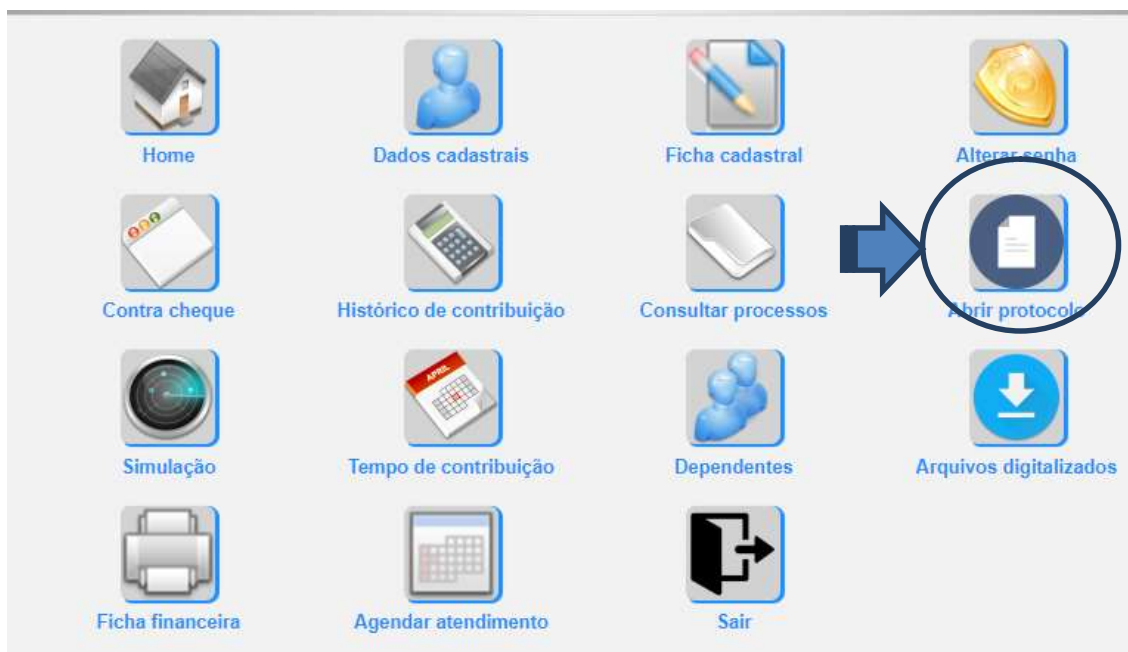 Home
Dados cadastrais
Ficha cadastral
Alterar senha
Contra cheque
Histórico de contribuição
Consultar processos
Abrir protocolo
APRIL
Simulação
Tempo de contribuição
Dependentes
Arquivos digitalizados
Ficha financeira
Agendar atendimento
Sair